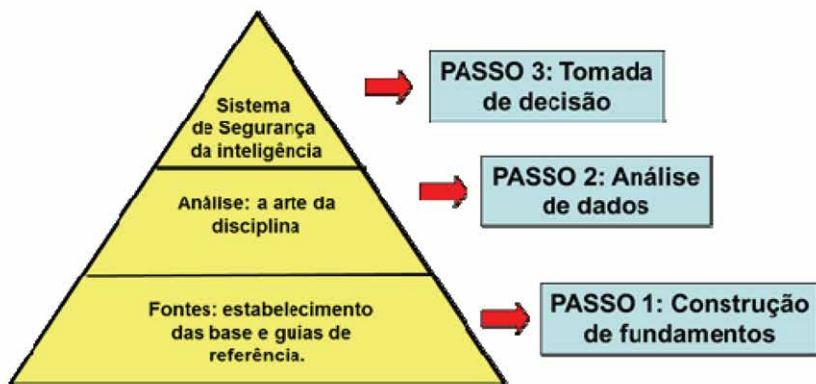 Sistema
de Segurança
da inteligência
PASSO 3: Tomada
de decisão
Análise: a arte da
disciplina
PASSO 2: Análise
de dados
Fontes: estabelecimento
das base e guias de
referência.
PASSO 1: Construção
de fundamentos